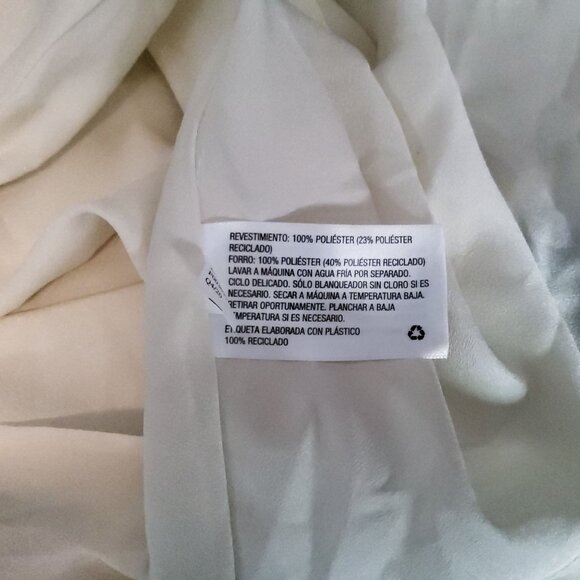 REVESTIMIENTO: 100% POLIÉSTER (23% POLIÉSTER
RECICLADO)
FORRO: 100% POLIÉSTER (40% POLIÉSTER RECICLADO)
LAVAR A MÁQUINA CON AGUA FRÍA POR SEPARADO.
CICLO DELICADO. SÓLO BLANQUEADOR SIN CLORO SI ES
NECESARIO. SECAR A MÁQUINA A TEMPERATURA BAJA.
RETIRAR OPORTUNAMENTE. PLANCHAR A BAJA
TEMPERATURA SI ES NECESARIO.
ETIQUETA ELABORADA CON PLÁSTICO
100% RECICLADO